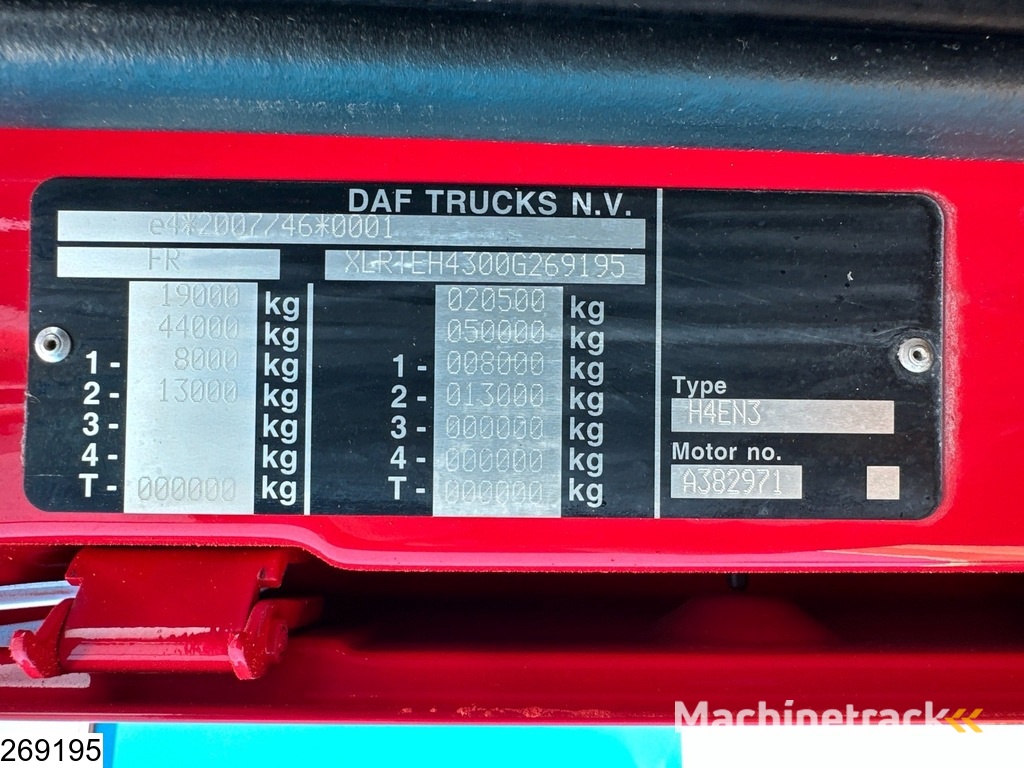 DAF TRUCKS N.V.
e4*2007/46*0001
FR XLRTEH4300G269195
19000 kg 020500 kg
44000 kg 050000 kg
1- 8000 kg 1- 008000 kg
2- 13000 kg 2- 013000 kg
3- kg 3- 000000 kg
4- kg 4- 000000 kg
T- 000000 kg T- 000000 kg
Type
H4EN3
Motor no.
A382971
Machinetrack
269195